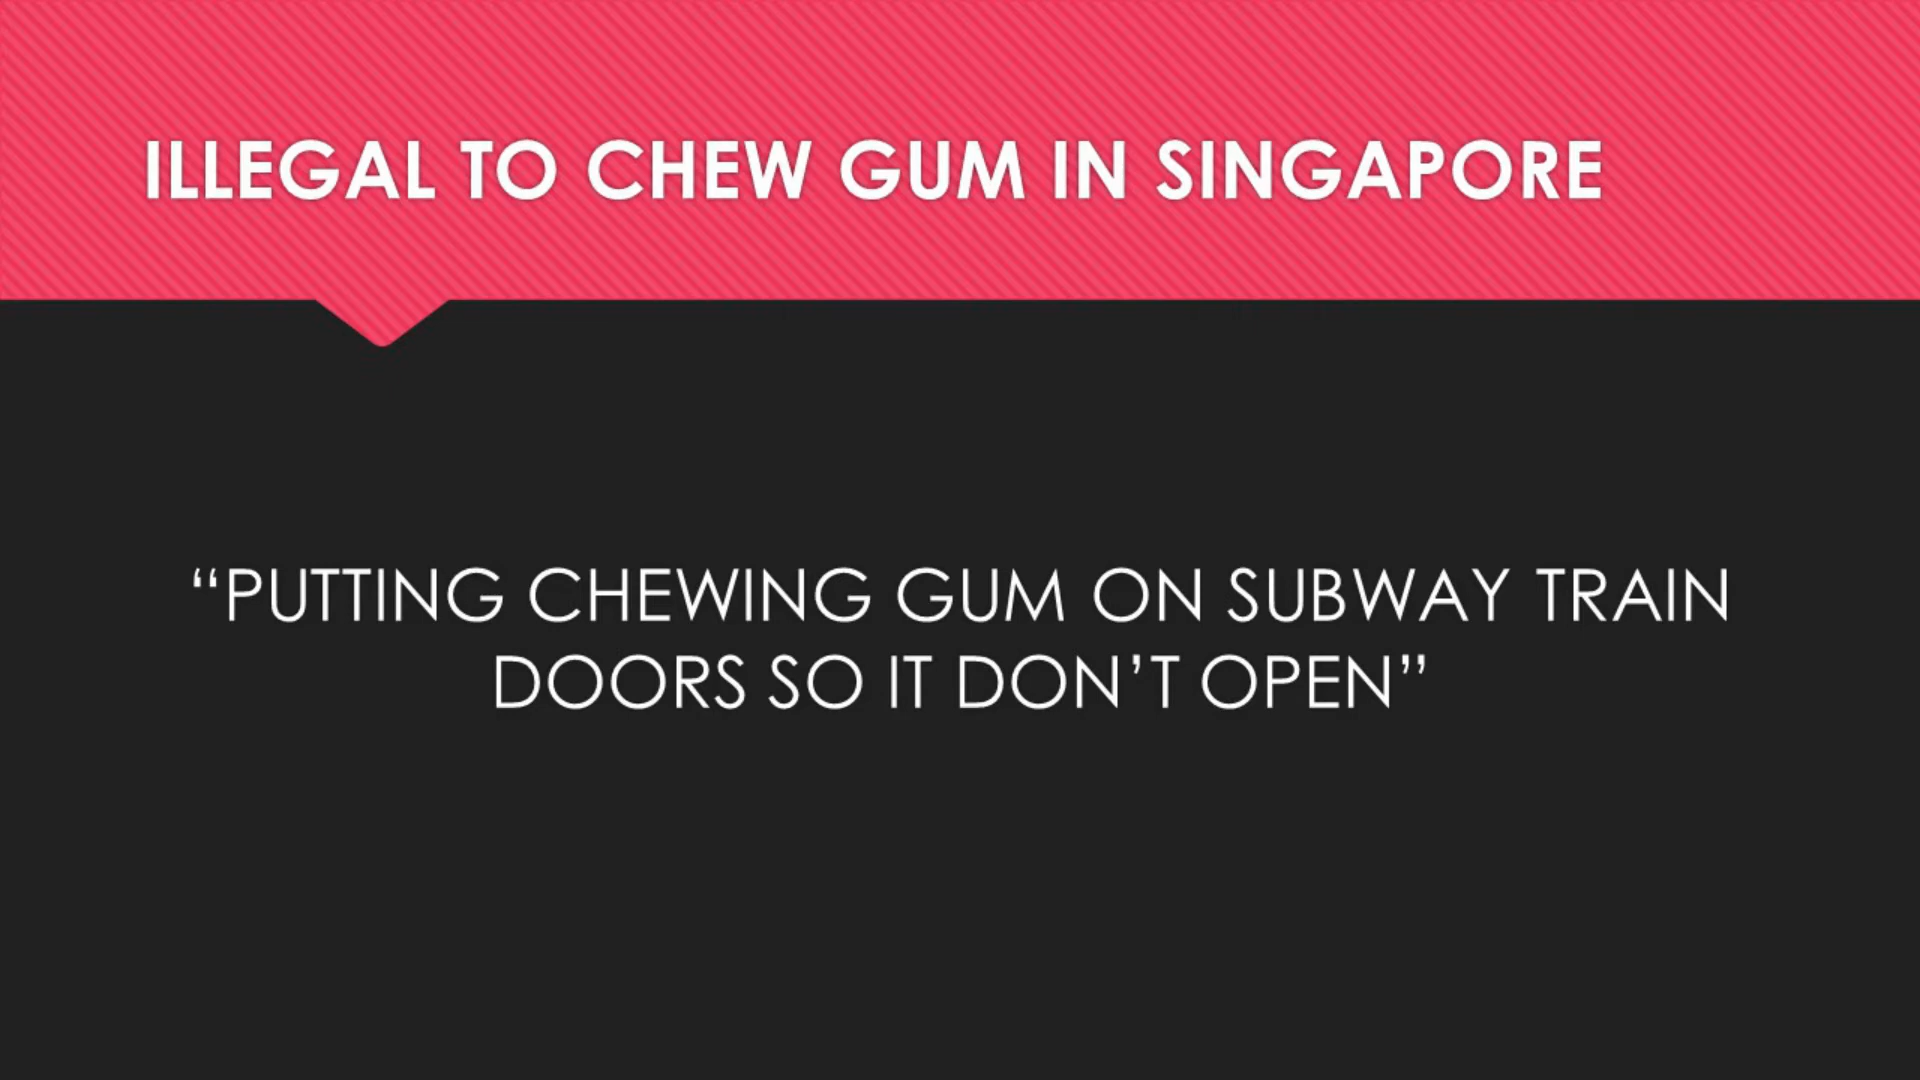 ILLEGAL TO CHEW GUM IN SINGAPORE
“PUTTING CHEWING GUM ON SUBWAY TRAIN
DOORS SO IT DON’T OPEN”